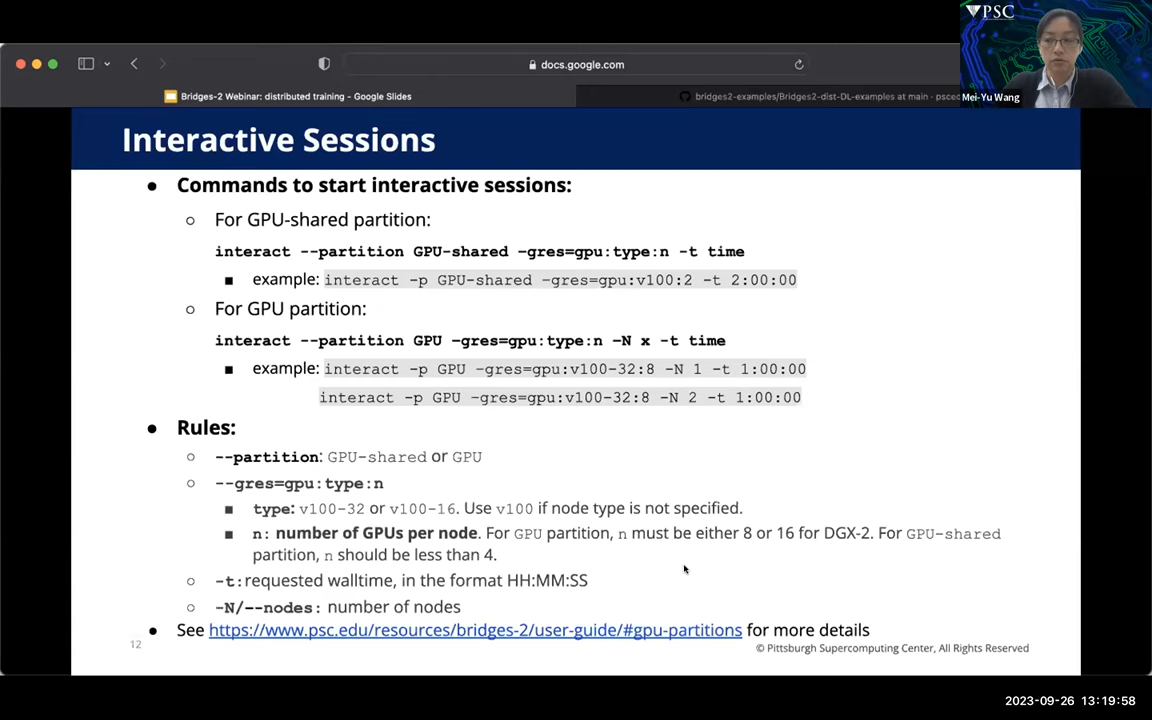 PSC
docs.google.com
Bridges-2 Webinar: distributed training - Google Slides
bridges2-examples/Bridges2-dist-DL-examples at main · psced
Mei-Yu Wang
Interactive Sessions
● Commands to start interactive sessions:
○ For GPU-shared partition:
interact --partition GPU-shared –gres=gpu:type:n -t time
■ example: interact -p GPU-shared –gres=gpu:v100:2 -t 2:00:00
○ For GPU partition:
interact --partition GPU –gres=gpu:type:n –N x -t time
■ example: interact -p GPU –gres=gpu:v100-32:8 -N 1 -t 1:00:00
interact -p GPU –gres=gpu:v100-32:8 -N 2 -t 1:00:00
● Rules:
○ --partition: GPU-shared or GPU
○ --gres=gpu:type:n
■ type: v100-32 or v100-16. Use v100 if node type is not specified.
■ n: number of GPUs per node. For GPU partition, n must be either 8 or 16 for DGX-2. For GPU-shared
partition, n should be less than 4.
○ -t:requested walltime, in the format HH:MM:SS
○ -N/--nodes: number of nodes
● See https://www.psc.edu/resources/bridges-2/user-guide/#gpu-partitions for more details
12
© Pittsburgh Supercomputing Center, All Rights Reserved
2023-09-26 13:19:58